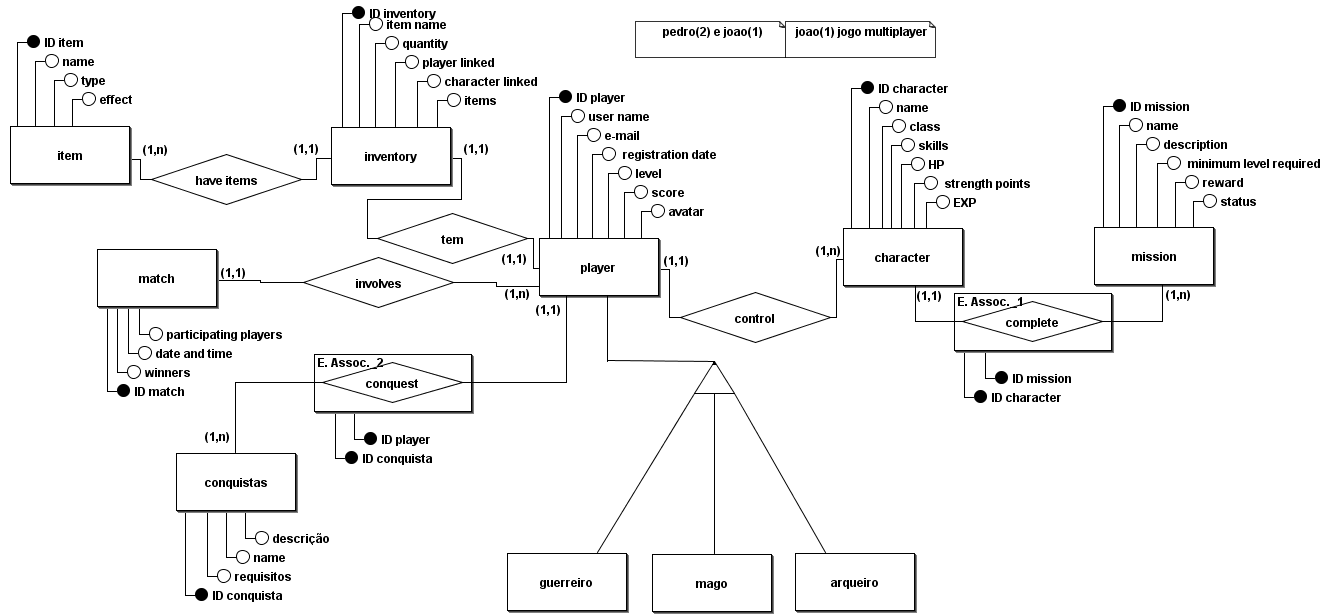 pedro(2) e joao(1)
joao(1) jogo multiplayer
ID item
name
type
effect
item
(1,n)
have items
(1,1)
ID inventory
item name
quantity
player linked
character linked
items
inventory
(1,1)
tem
(1,1)
ID player
user name
e-mail
registration date
level
score
avatar
player
(1,1)
control
(1,n)
ID character
name
class
skills
HP
strength points
EXP
character
(1,1)
E. Assoc._1
complete
ID mission
ID character
(1,n)
ID mission
name
description
minimum level required
reward
status
mission
match
(1,1)
involves
(1,n)
participating players
date and time
winners
ID match
(1,1)
E. Assoc._2
conquest
ID player
ID conquista
(1,n)
conquistas
descrição
name
requisitos
ID conquista
guerreiro
mago
arqueiro